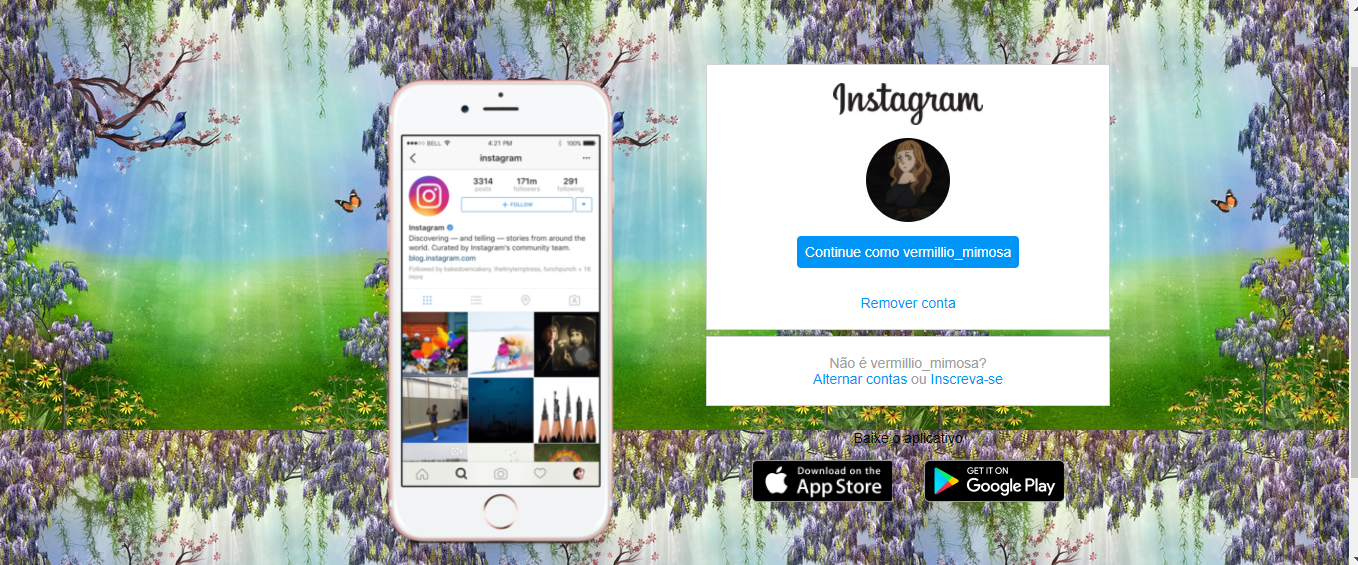 ●●●○○ BELL
4:21 PM
100%
instagram
3314
171m
291
posts
followers
following
+ FOLLOW
Instagram
Discovering — and telling — stories from around the
world. Curated by Instagram's community team.
blog.instagram.com
Followed by bakedowncakery, thetinytemptress, funchpunch + 18
more
Instagram
Continue como vermillio_mimosa
Remover conta
Não é vermillio_mimosa?
Alternar contas ou Inscreva-se
Baixe o aplicativo
Download on the
App Store
GET IT ON
Google Play